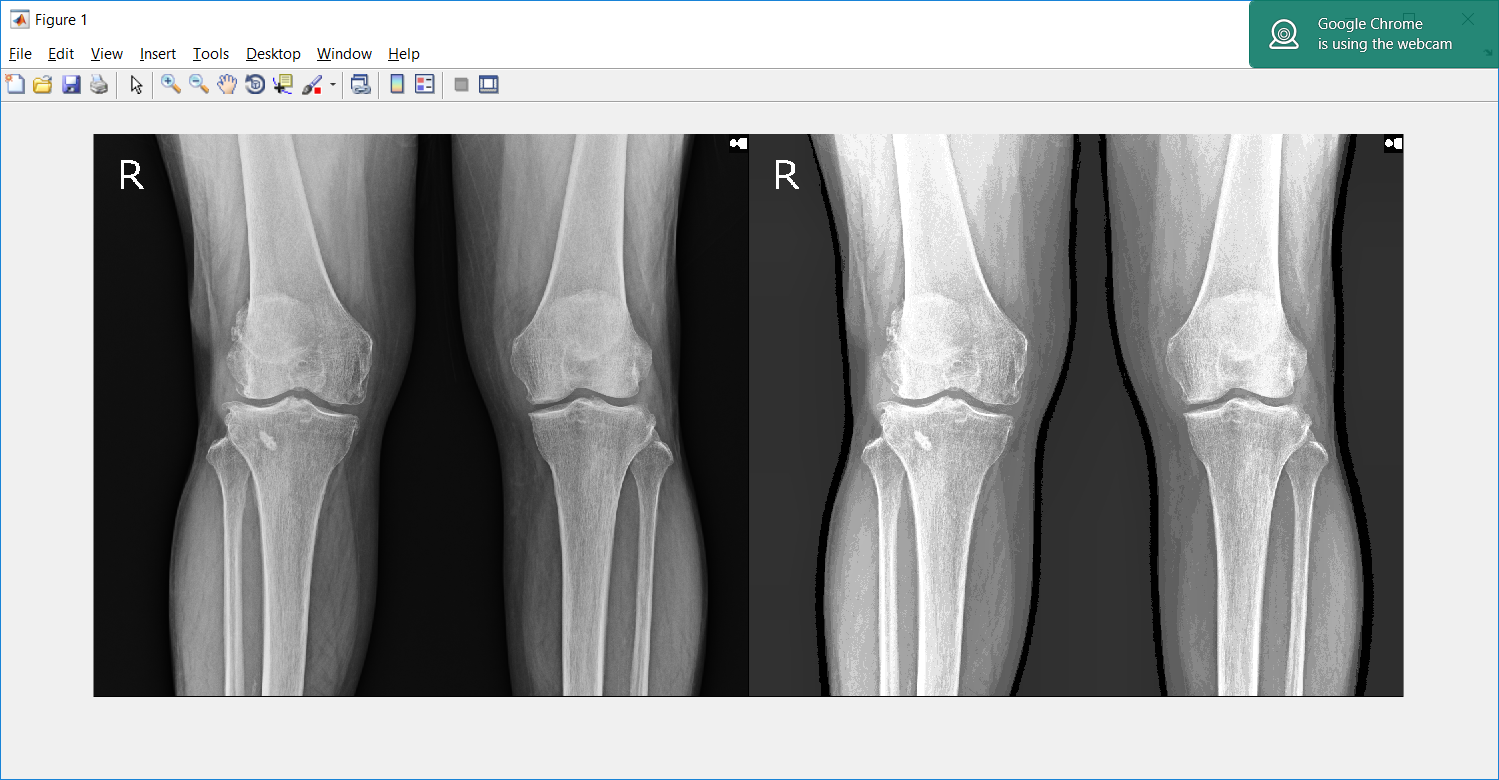 Figure 1
Google Chrome
is using the webcam
File Edit View Insert Tools Desktop Window Help
R R